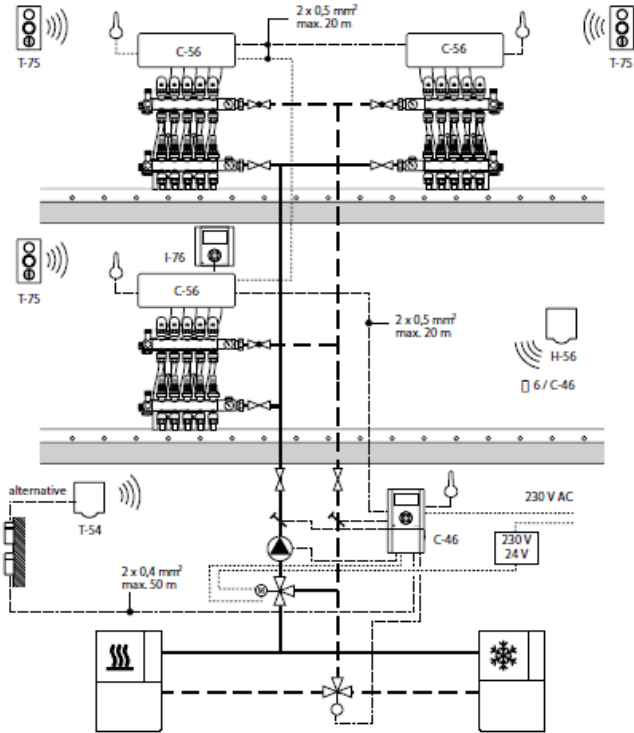 2 x 0,5 mm²
max. 20 m
T-75
C-56
C-56
T-75
T-75
I-76
C-56
2 x 0,5 mm²
max. 20 m
H-56
▯ 6 / C-46
alternative
T-54
C-46
230 V AC
230 V
24 V
2 x 0,4 mm²
max. 50 m